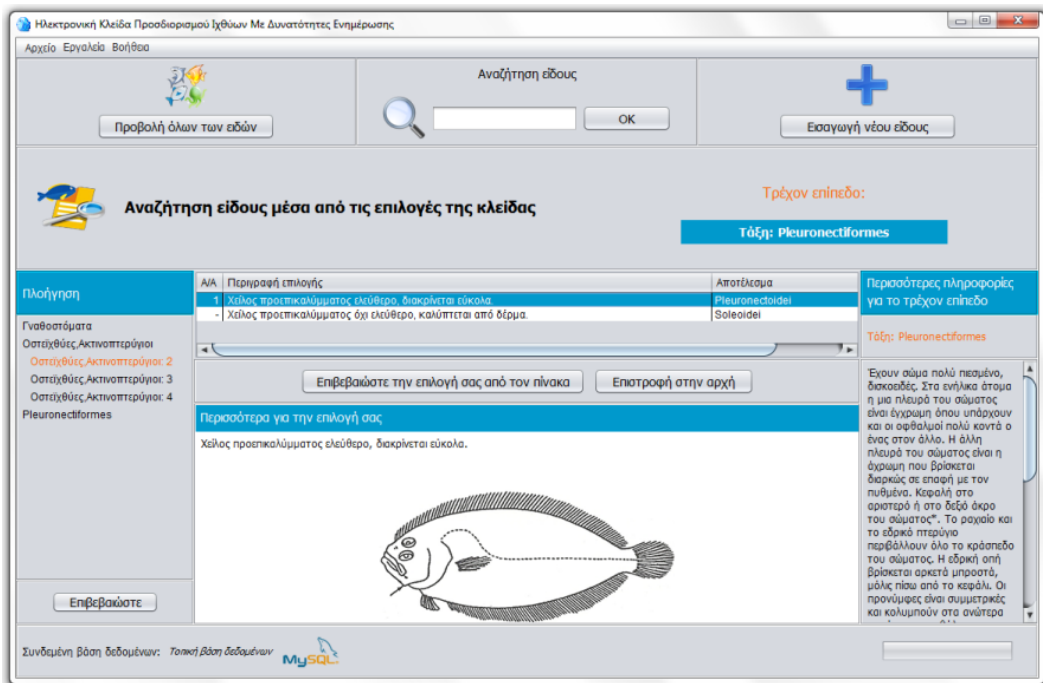 Ηλεκτρονική Κλείδα Προσδιορισμού Ιχθύων Με Δυνατότητες Ενημέρωσης
Αρχείο Εργαλεία Βοήθεια
Προβολή όλων των ειδών
Αναζήτηση είδους
OK
Εισαγωγή νέου είδους
Αναζήτηση είδους μέσα από τις επιλογές της κλείδας
Τρέχον επίπεδο:
Τάξη: Pleuronectiformes
Πλοήγηση
Γναθοστόματα
Οστεϊχθύες,Ακτινοπτερύγιοι
Οστεϊχθύες,Ακτινοπτερύγιοι: 2
Οστεϊχθύες,Ακτινοπτερύγιοι: 3
Οστεϊχθύες,Ακτινοπτερύγιοι: 4
Pleuronectiformes
Επιβεβαιώστε
Α/Α Περιγραφή επιλογής Αποτέλεσμα
1 Χείλος προεπικαλύμματος ελεύθερο, διακρίνεται εύκολα. Pleuronectoidei
- Χείλος προεπικαλύμματος όχι ελεύθερο, καλύπτεται από δέρμα. Soleoidei
Επιβεβαιώστε την επιλογή σας από τον πίνακα
Επιστροφή στην αρχή
Περισσότερα για την επιλογή σας
Χείλος προεπικαλύμματος ελεύθερο, διακρίνεται εύκολα.
Περισσότερες πληροφορίες
για το τρέχον επίπεδο
Τάξη: Pleuronectiformes
Έχουν σώμα πολύ πιεσμένο,
δισκοειδές. Στα ενήλικα άτομα
η μια πλευρά του σώματος
είναι έγχρωμη όπου υπάρχουν
και οι οφθαλμοί πολύ κοντά ο
ένας στον άλλο. Η άλλη
πλευρά του σώματος είναι η
άχρωμη που βρίσκεται
διαρκώς σε επαφή με τον
πυθμένα. Κεφαλή στο
αριστερό ή στο δεξιό άκρο
του σώματος". Το ραχιαίο και
το εδρικό πτερύγιο
περιβάλλουν όλο το κράσπεδο
του σώματος. Η εδρική οπή
βρίσκεται αρκετά μπροστά,
μόλις πίσω από το κεφάλι. Οι
προνύμφες είναι συμμετρικές
και κολυμπούν στα ανώτερα
Συνδεμένη βάση δεδομένων: Τοπική βάση δεδομένων
MySQL